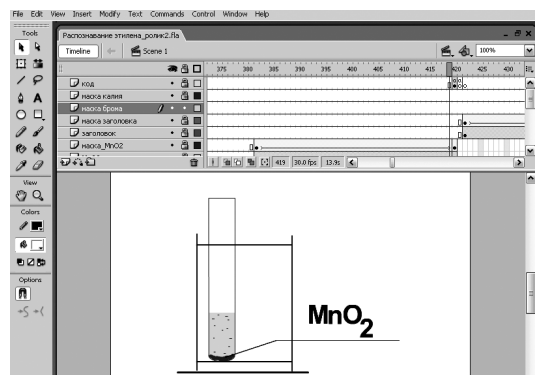 File Edit View Insert Modify Text Commands Control Window Help
Tools
Распознавание этилена_ролик2.fla
Timeline Scene 1 100%
375 380 385 390 395 400 405 410 415 420 425 430
код
маска калия
маска брома
маска заголовка
заголовок
маска_MnO2
419 30.0 fps 13.9s
View
Colors
Options
MnO2